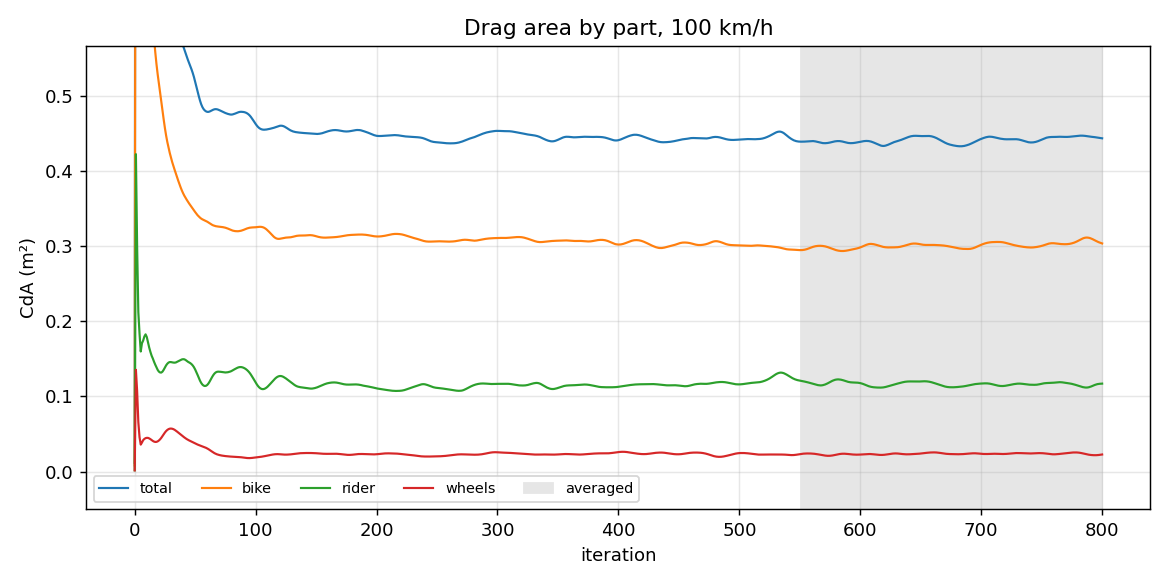 Drag area by part, 100 km/h
CdA (m²)
0.5
0.4
0.3
0.2
0.1
0.0
total bike rider wheels averaged
0 100 200 300 400 500 600 700 800
iteration